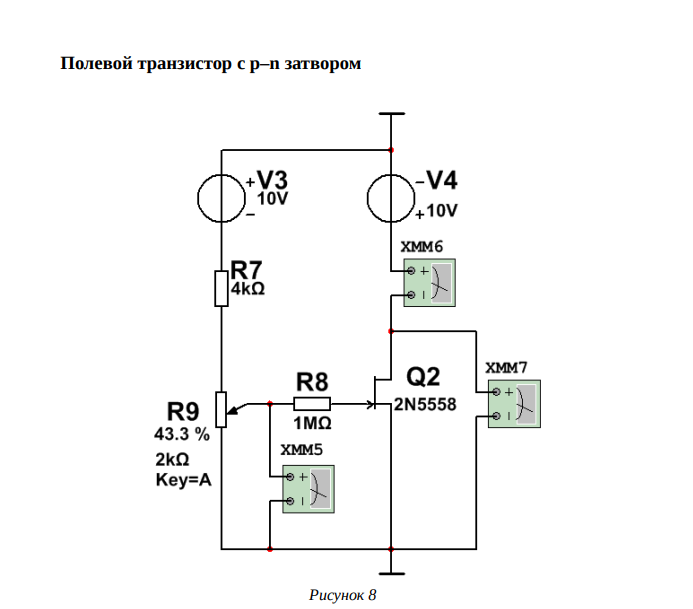 Полевой транзистор с p–n затвором
+V3
10V
−
−V4
+10V
XMM6
+
−
R7
4kΩ
XMM7
+
−
R8
1MΩ
Q2
2N5558
R9
43.3 %
2kΩ
Key=A
XMM5
+
−
Рисунок 8